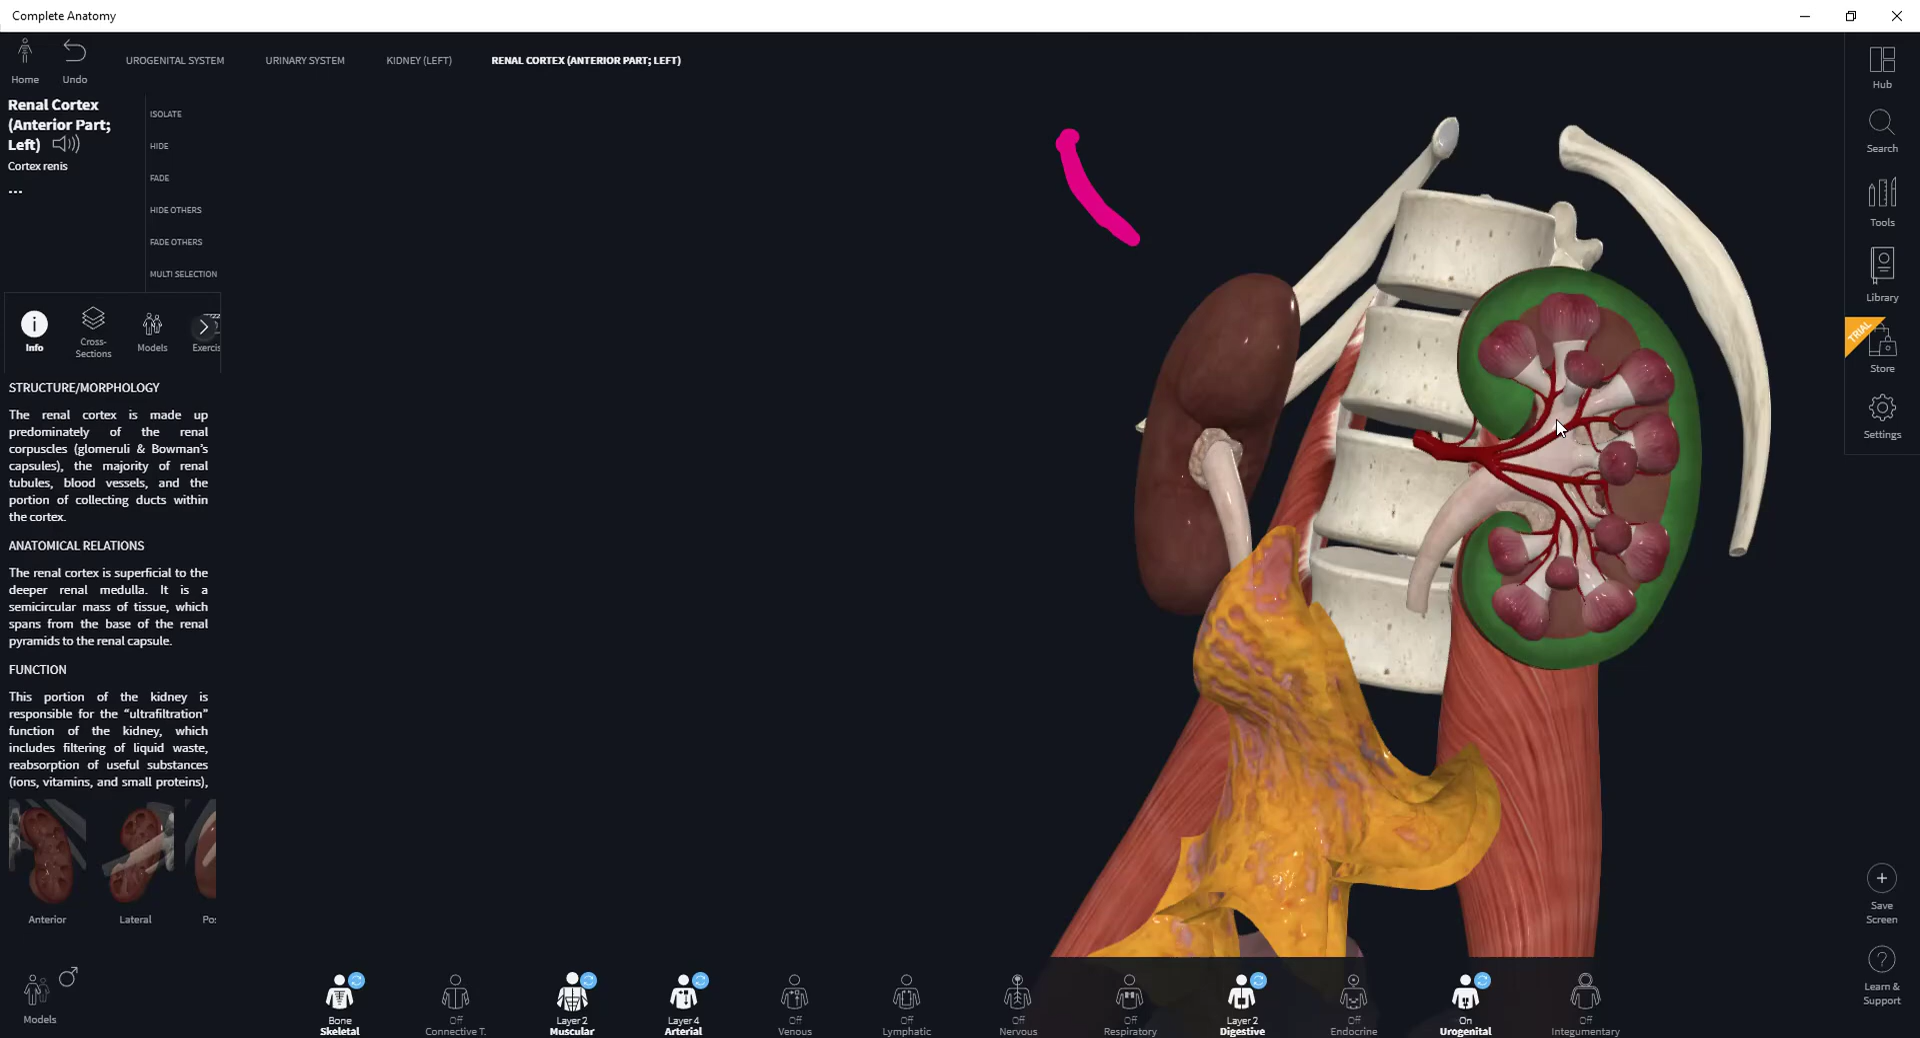 Complete Anatomy
Home
Undo
UROGENITAL SYSTEM
URINARY SYSTEM
KIDNEY (LEFT)
RENAL CORTEX (ANTERIOR PART; LEFT)
Renal Cortex
(Anterior Part;
Left)
Cortex renis
...
ISOLATE
HIDE
FADE
HIDE OTHERS
FADE OTHERS
MULTI SELECTION
Info
Cross-
Sections
Models
Exercis
STRUCTURE/MORPHOLOGY
The renal cortex is made up
predominately of the renal
corpuscles (glomeruli & Bowman's
capsules), the majority of renal
tubules, blood vessels, and the
portion of collecting ducts within
the cortex.
ANATOMICAL RELATIONS
The renal cortex is superficial to the
deeper renal medulla. It is a
semicircular mass of tissue, which
spans from the base of the renal
pyramids to the renal capsule.
FUNCTION
This portion of the kidney is
responsible for the “ultrafiltration”
function of the kidney, which
includes filtering of liquid waste,
reabsorption of useful substances
(ions, vitamins, and small proteins),
Anterior
Lateral
Pos
Models
Bone
Skeletal
Off
Connective T.
Layer 2
Muscular
Layer 4
Arterial
Off
Venous
Off
Lymphatic
Off
Nervous
Off
Respiratory
Layer 2
Digestive
Off
Endocrine
On
Urogenital
Off
Integumentary
Hub
Search
Tools
Library
TRIAL
Store
Settings
Save
Screen
Learn &
Support